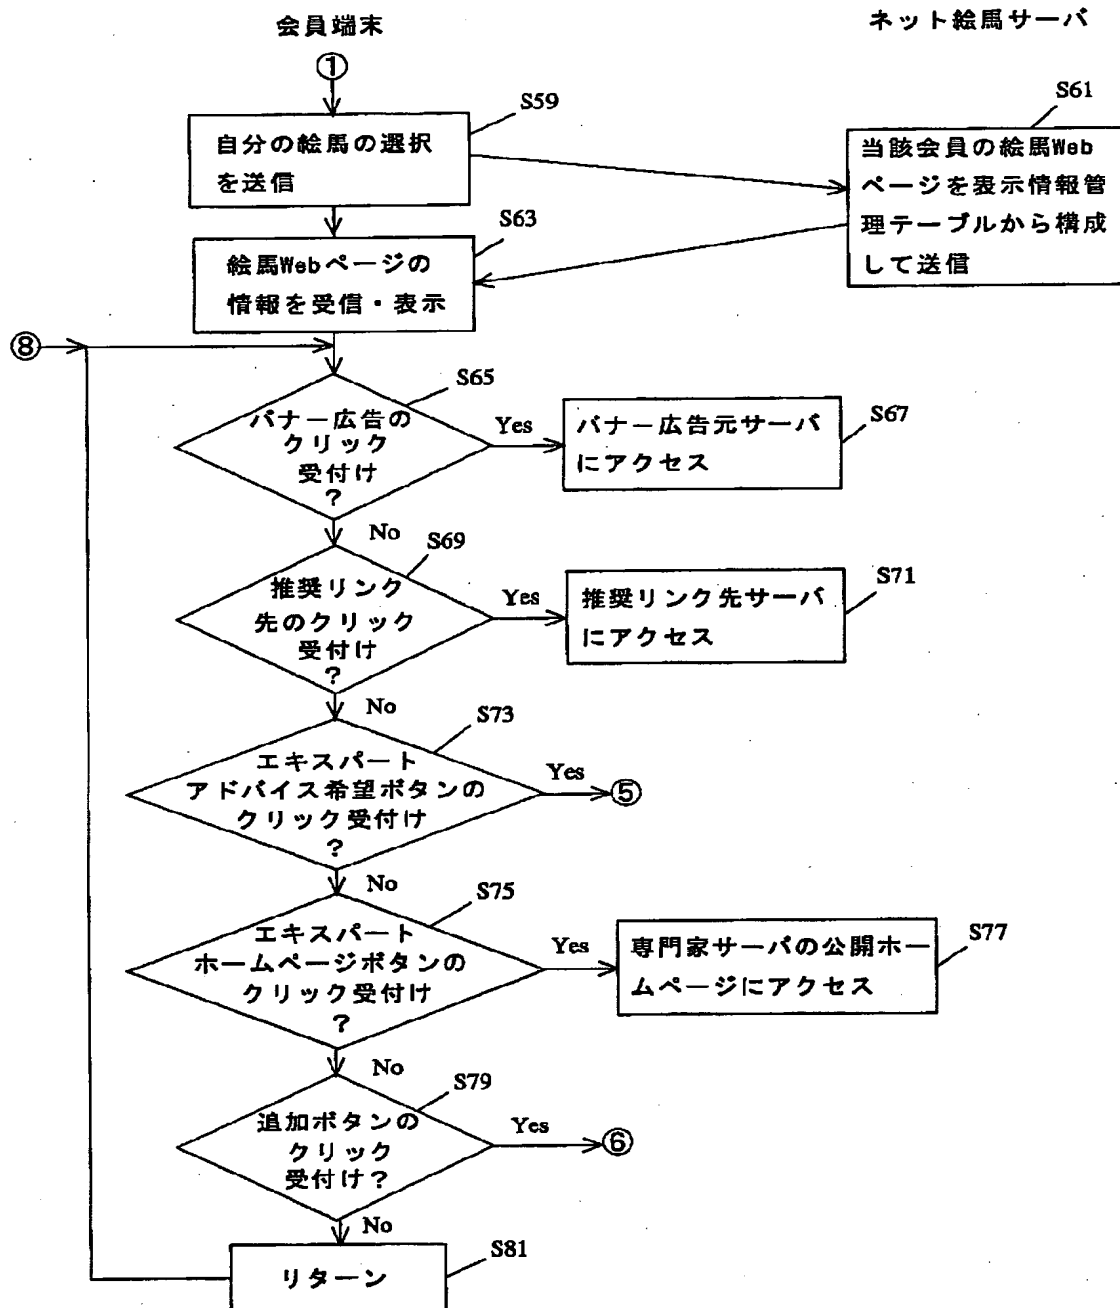 会員端末
ネット絵馬サーバ
①
S59
自分の絵馬の選択
を送信
S61
当該会員の絵馬Web
ページを表示情報管
理テーブルから構成
して送信
S63
絵馬Webページの
情報を受信・表示
⑧
S65
バナー広告の
クリック
受付け
?
Yes
S67
バナー広告元サーバ
にアクセス
No
S69
推奨リンク
先のクリック
受付け
?
Yes
S71
推奨リンク先サーバ
にアクセス
No
S73
エキスパート
アドバイス希望ボタンの
クリック受付け
?
Yes
⑤
No
S75
エキスパート
ホームページボタンの
クリック受付け
?
Yes
S77
専門家サーバの公開ホー
ムページにアクセス
No
S79
追加ボタンの
クリック
受付け?
Yes
⑥
No
S81
リターン